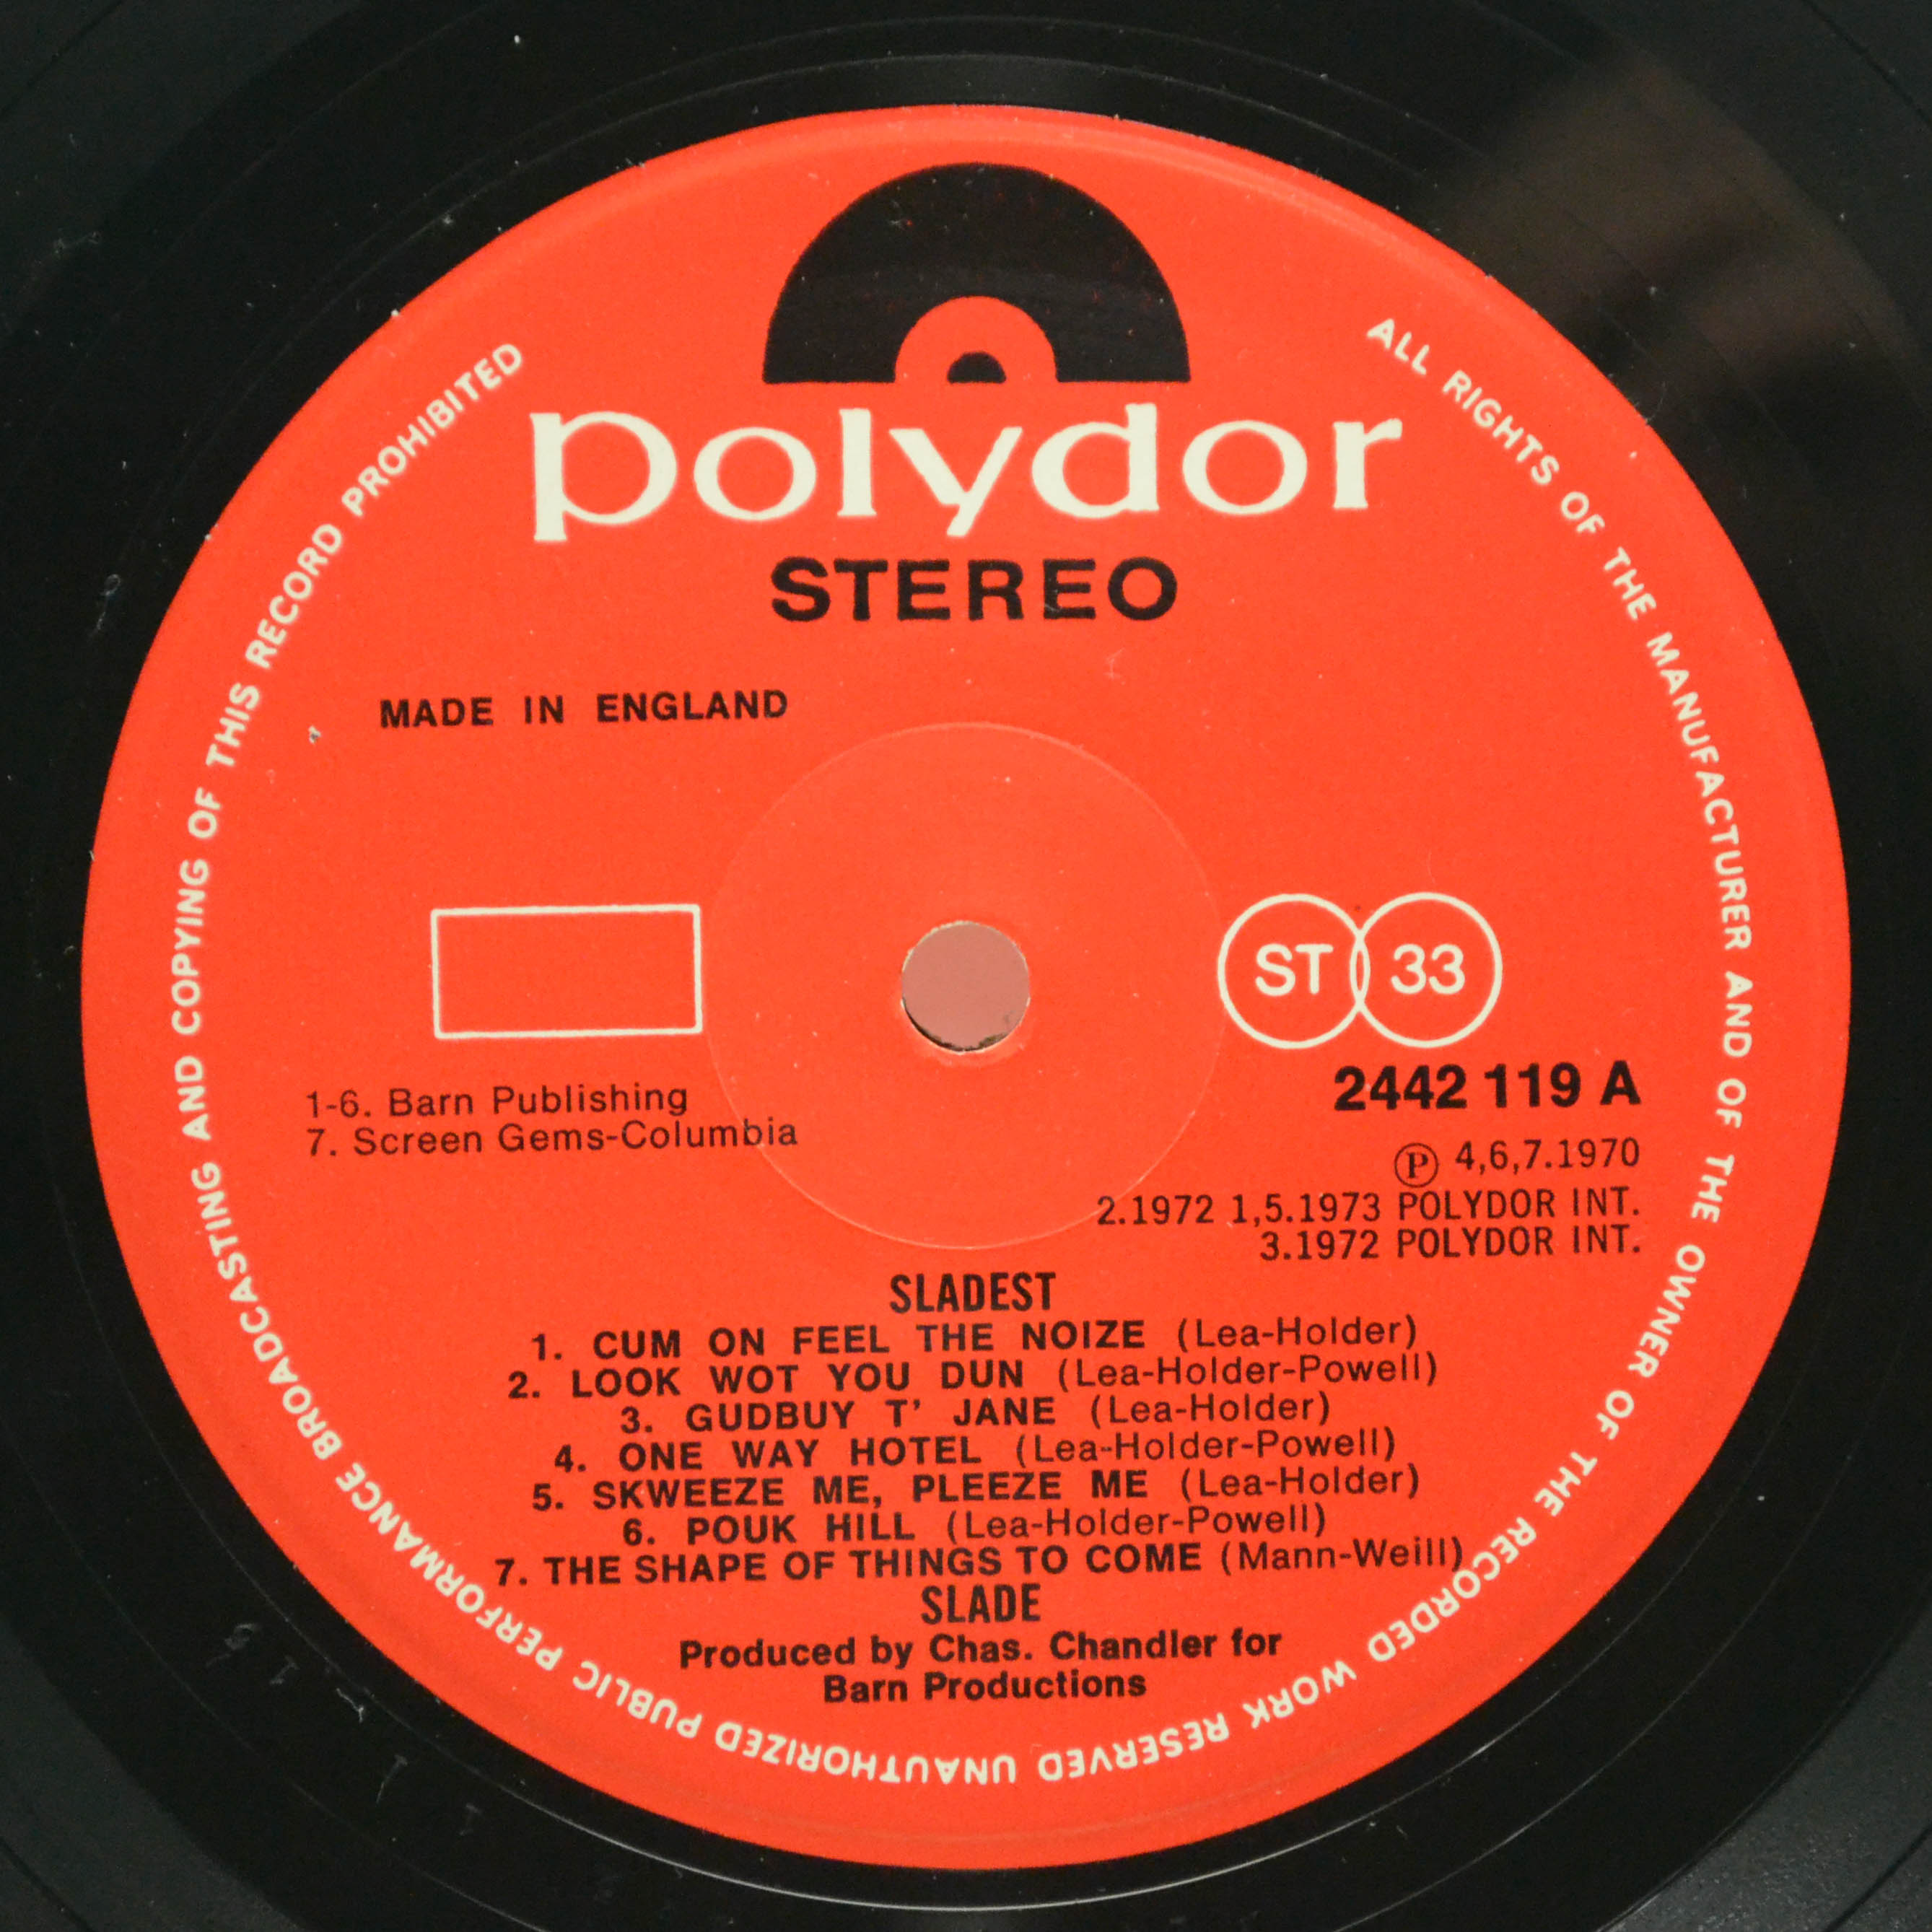 polydor
STEREO
MADE IN ENGLAND
ST 33
2442 119 A
1-6. Barn Publishing
7. Screen Gems-Columbia
Ⓟ 4,6,7.1970
2.1972 1,5.1973 POLYDOR INT.
3.1972 POLYDOR INT.
SLADEST
1. CUM ON FEEL THE NOIZE (Lea-Holder)
2. LOOK WOT YOU DUN (Lea-Holder-Powell)
3. GUDBUY T' JANE (Lea-Holder)
4. ONE WAY HOTEL (Lea-Holder-Powell)
5. SKWEEZE ME, PLEEZE ME (Lea-Holder)
6. POUK HILL (Lea-Holder-Powell)
7. THE SHAPE OF THINGS TO COME (Mann-Weill)
SLADE
Produced by Chas. Chandler for
Barn Productions
ALL RIGHTS OF THE MANUFACTURER AND OF THE OWNER OF THE RECORDED WORK RESERVED UNAUTHORIZED PUBLIC PERFORMANCE BROADCASTING AND COPYING OF THIS RECORD PROHIBITED